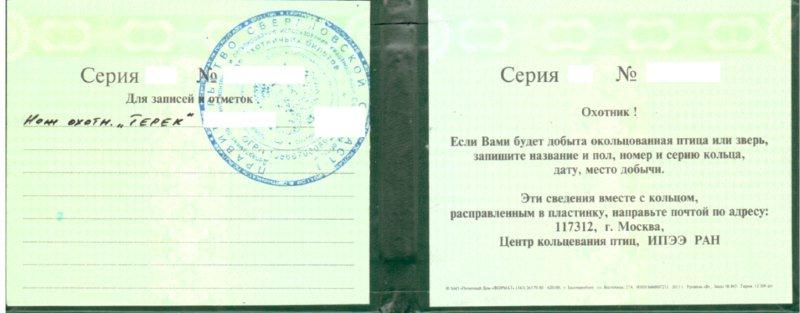 Серия №
Для записей и отметок
Нож охотн. „ТЕРЕК"
Серия №
Охотник !
Если Вами будет добыта окольцованная птица или зверь,
запишите название и пол, номер и серию кольца,
дату, место добычи.
Эти сведения вместе с кольцом,
расправленным в пластинку, направьте почтой по адресу:
117312, г. Москва,
Центр кольцевания птиц, ИПЭЭ РАН